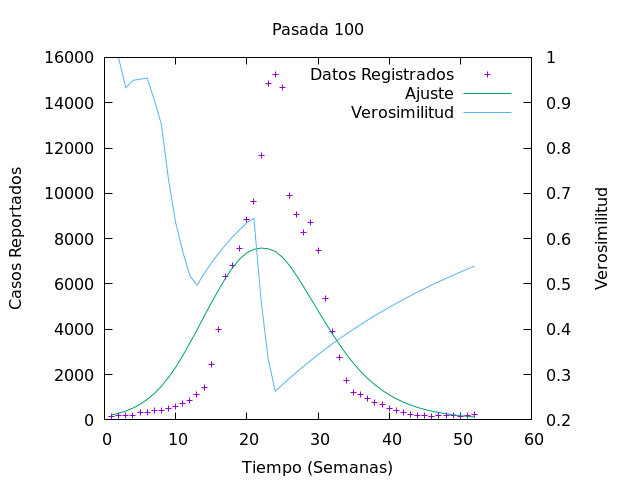 Pasada 100
16000
14000
12000
10000
8000
6000
4000
2000
0
1
0.9
0.8
0.7
0.6
0.5
0.4
0.3
0.2
Datos Registrados
Ajuste
Verosimilitud
Casos Reportados
Verosimilitud
0 10 20 30 40 50 60
Tiempo (Semanas)